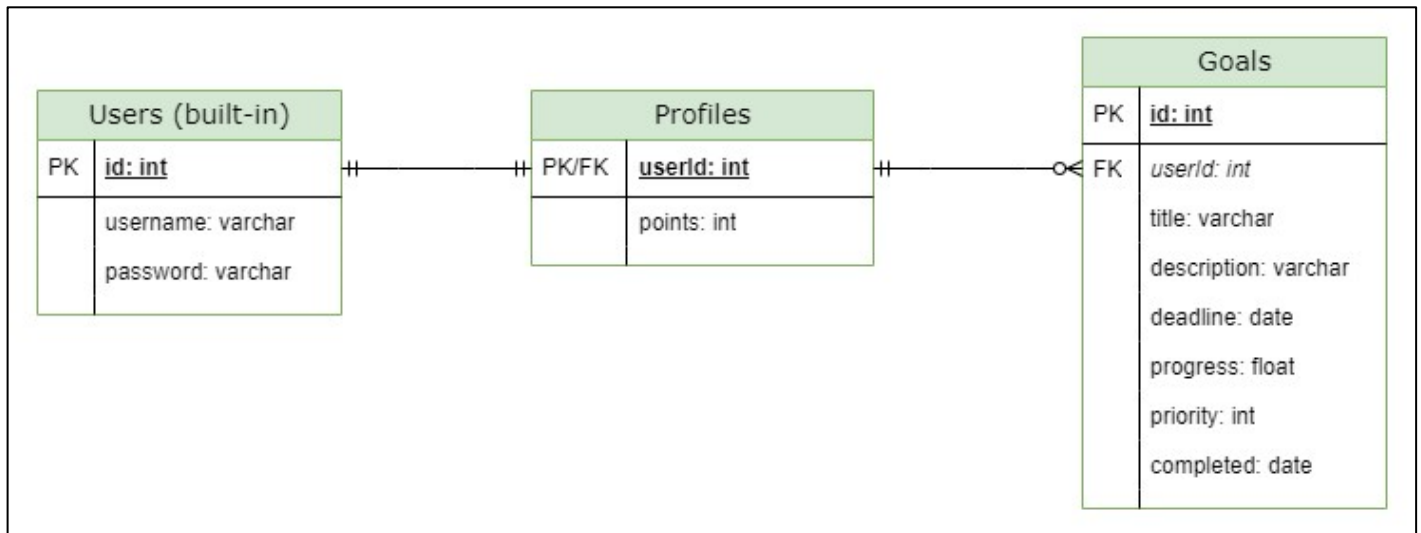 Users (built-in)
PK id: int
username: varchar
password: varchar
Profiles
PK/FK userId: int
points: int
Goals
PK id: int
FK userId: int
title: varchar
description: varchar
deadline: date
progress: float
priority: int
completed: date